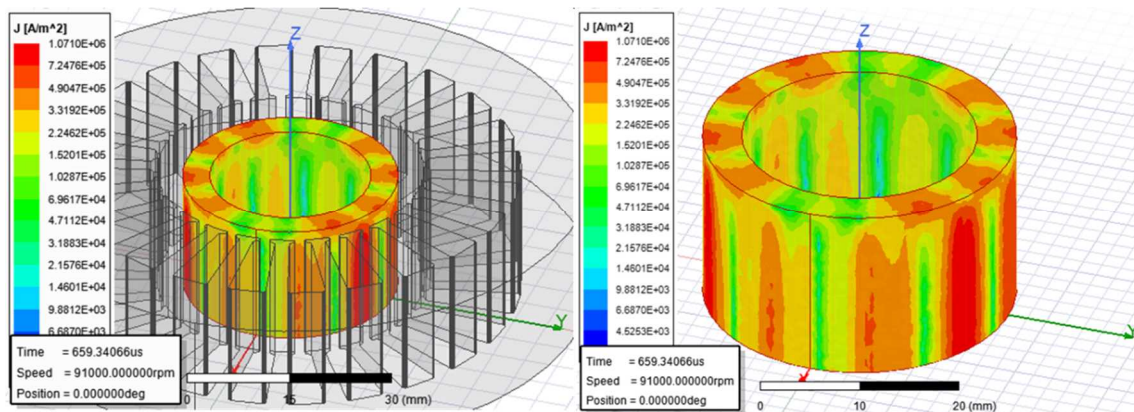 J [A/m^2]
1.0710E+06
7.2476E+05
4.9047E+05
3.3192E+05
2.2462E+05
1.5201E+05
1.0287E+05
6.9617E+04
4.7112E+04
3.1883E+04
2.1576E+04
1.4601E+04
9.8812E+03
6.6870E+03
Time = 659.34066us
Speed = 91000.000000rpm
Position = 0.000000deg
Z
Y
0
15
30 (mm)
J [A/m^2]
1.0710E+06
7.2476E+05
4.9047E+05
3.3192E+05
2.2462E+05
1.5201E+05
1.0287E+05
6.9617E+04
4.7112E+04
3.1883E+04
2.1576E+04
1.4601E+04
9.8812E+03
6.6870E+03
4.5253E+03
Time = 659.34066us
Speed = 91000.000000rpm
Position = 0.000000deg
Z
Y
X
0
10
20 (mm)